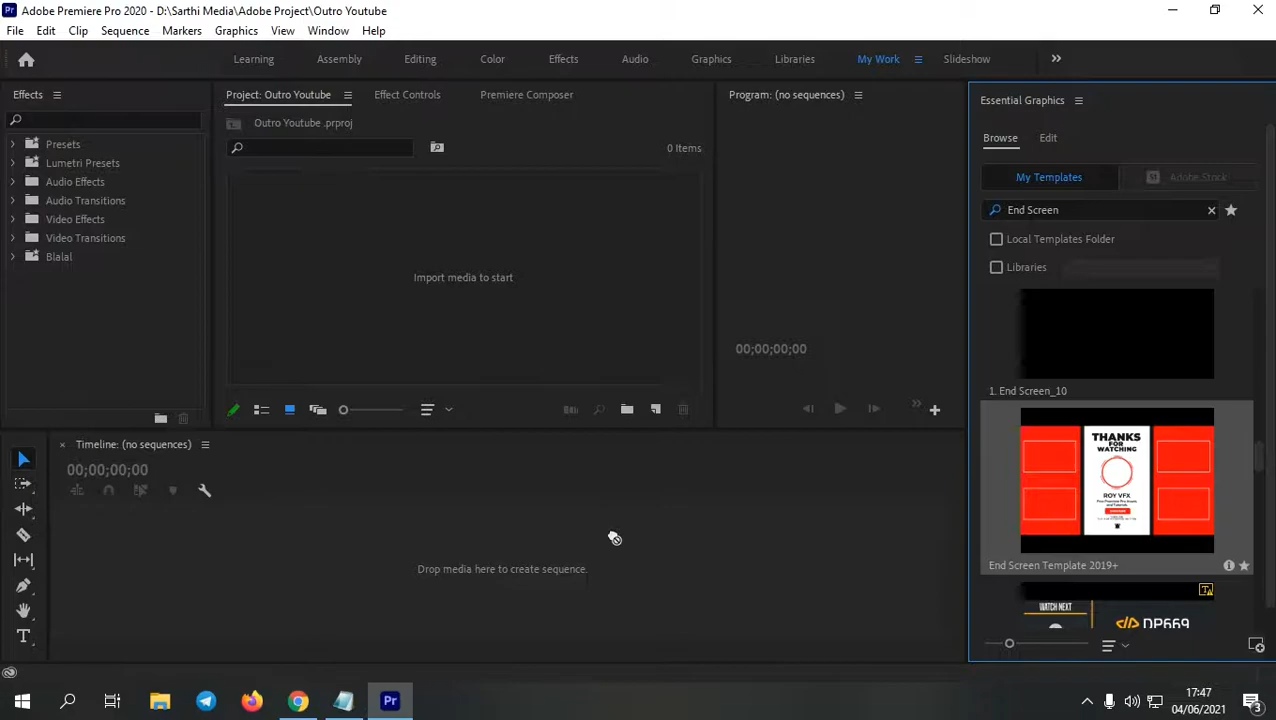 Adobe Premiere Pro 2020 - D:\Sarthi Media\Adobe Project\Outro Youtube
File Edit Clip Sequence Markers Graphics View Window Help
Learning Assembly Editing Color Effects Audio Graphics Libraries My Work Slideshow
Effects
Presets
Lumetri Presets
Audio Effects
Audio Transitions
Video Effects
Video Transitions
Blalal
Project: Outro Youtube Effect Controls Premiere Composer
Outro Youtube .prproj
0 Items
Import media to start
Program: (no sequences)
00;00;00;00
Timeline: (no sequences)
00;00;00;00
Drop media here to create sequence.
Essential Graphics
Browse Edit
My Templates Adobe Stock
End Screen
Local Templates Folder
Libraries
1. End Screen_10
THANKS
FOR
WATCHING
ROY VFX
End Screen Template 2019+
WATCH NEXT
DP669
17:47
04/06/2021
3